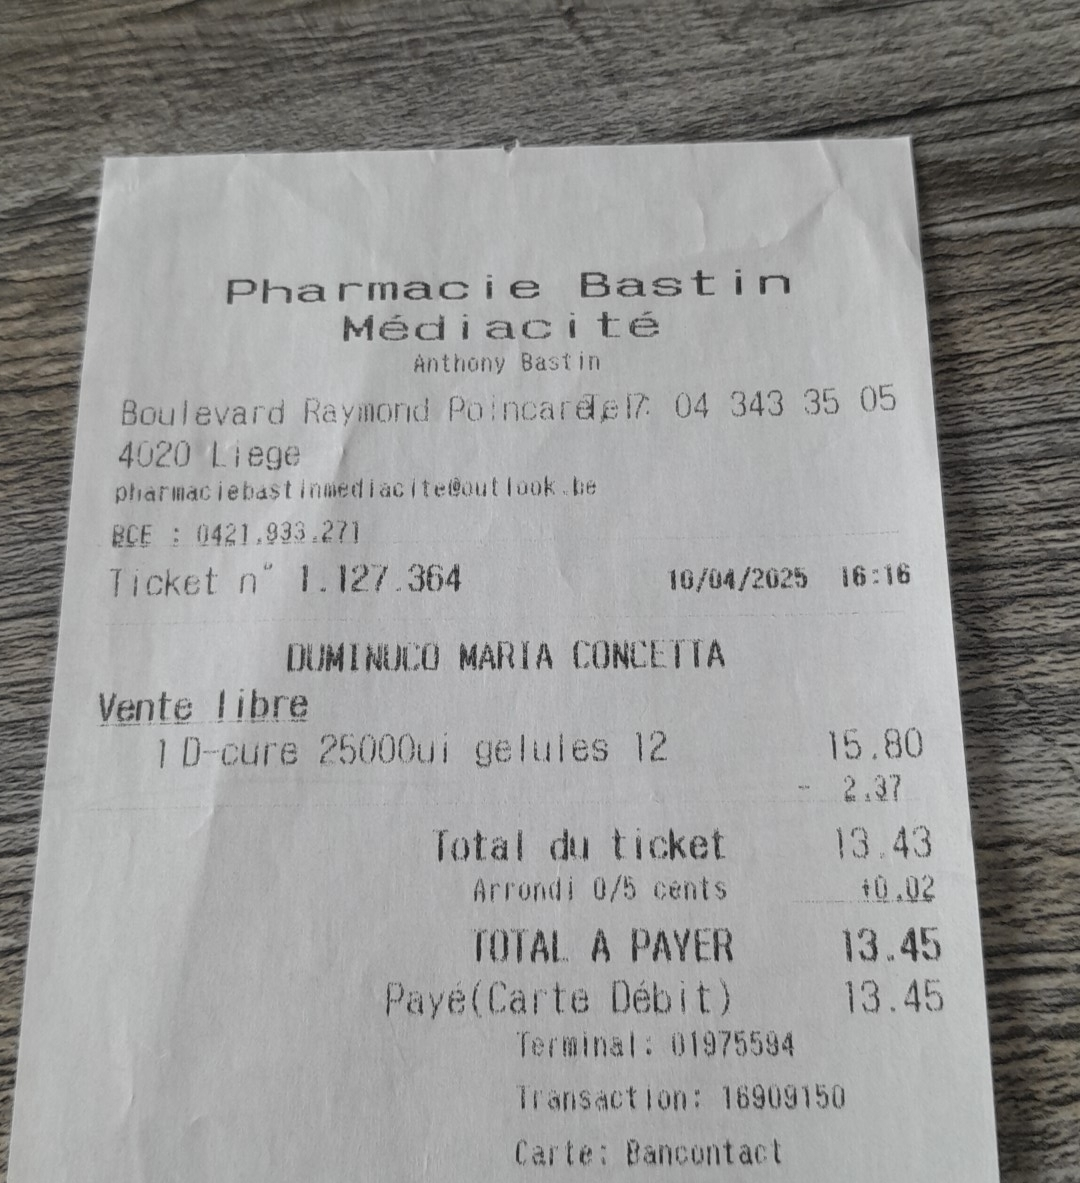 Pharmacie Bastin
Médiacité
Anthony Bastin
Boulevard Raymond Poincaré 7 04 343 35 05
4020 Liege
pharmaciebastinmediacite@outlook.be
BCE : 0421.933.271
Ticket n° 1.127.364 10/04/2025 16:16
DUMINUCO MARIA CONCETTA
Vente libre
1 D-cure 25000ui gelules 12 15.80
- 2.37
Total du ticket 13.43
Arrondi 0/5 cents +0.02
TOTAL A PAYER 13.45
Payé(Carte Débit) 13.45
Terminal: 01975594
Transaction: 16909150
Carte: Bancontact